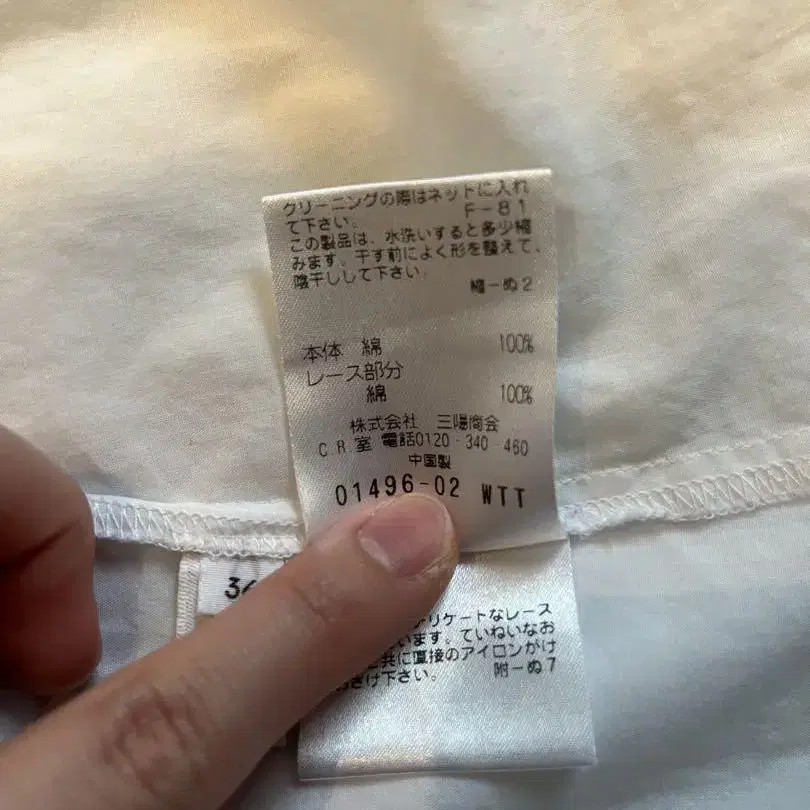 クリーニングの際はネットに入れ
て下さい。 F-81
この製品は、水洗いすると多少縮
みます。干す前によく形を整えて、
陰干しして下さい。
縮-ぬ2
本体 綿 100%
レース部分
綿 100%
株式会社 三陽商会
C R.室 電話0120-340-460
中国製
01496-02 WTT
リケートなレース
います。ていねいなお
共に直接のアイロンがけ
さけ下さい。 附-ぬ7